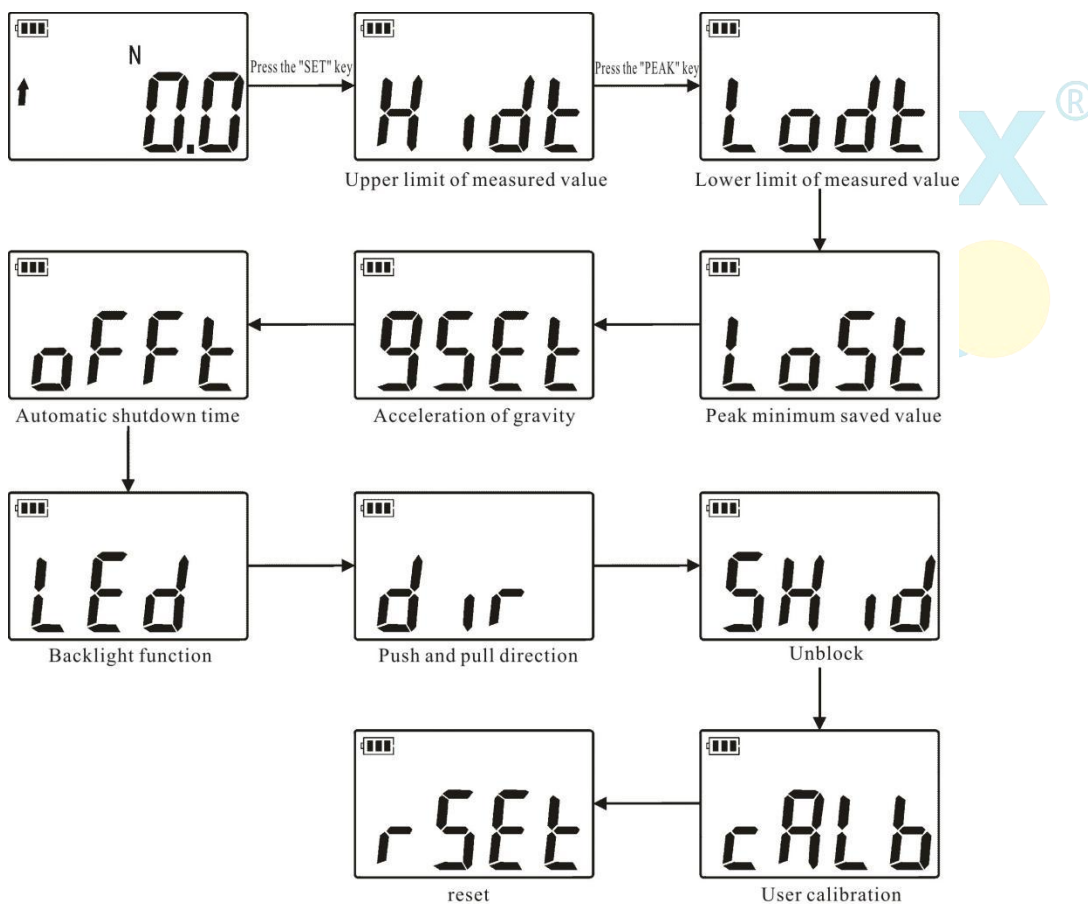 N
0.0
Press the "SET" key
Hidt
Upper limit of measured value
Press the "PEAK" key
Lodt
Lower limit of measured value
oFFt
Automatic shutdown time
gSEt
Acceleration of gravity
LoSt
Peak minimum saved value
LEd
Backlight function
dir
Push and pull direction
SHid
Unblock
rSEt
reset
cALb
User calibration
X®